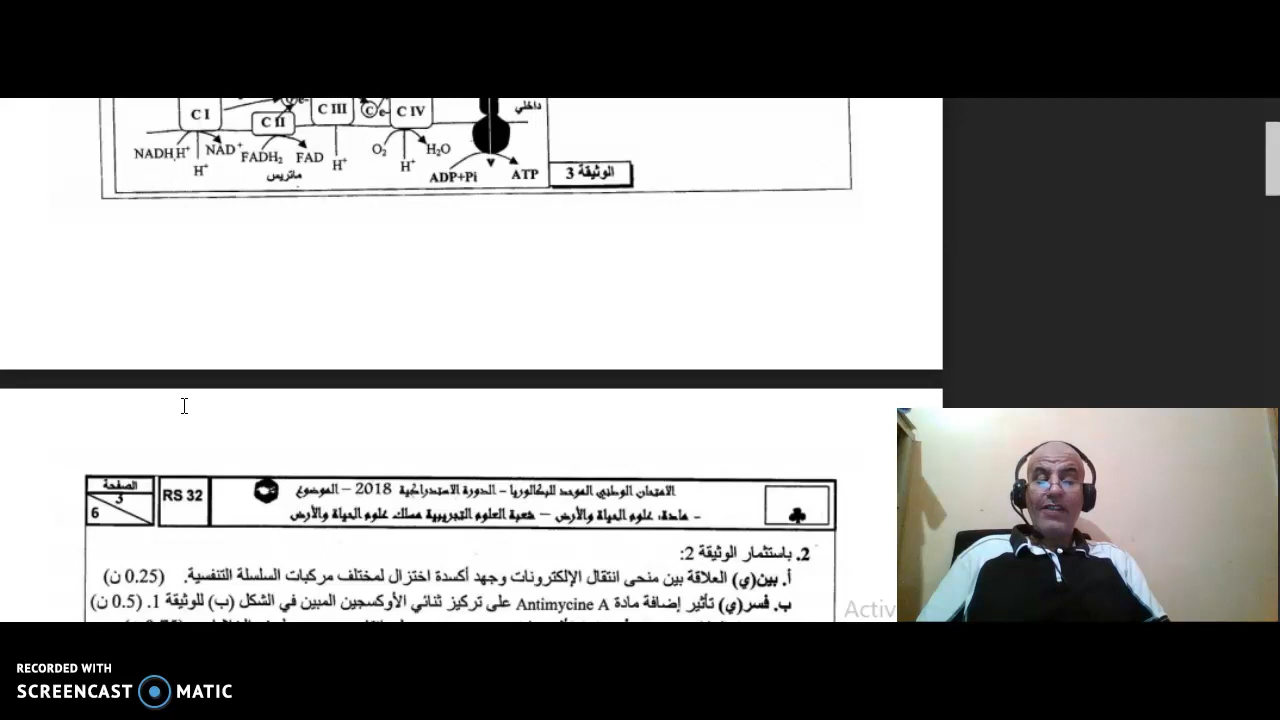 داخلي
C I
C II
e-
C III
C
e-
C IV
NADH H⁺
NAD⁺
H⁺
FADH₂
FAD
H⁺
O₂
H₂O
H⁺
ADP+Pi
ATP
ماتريس
الوثيقة 3
الصفحة
3
6
RS 32
الامتحان الوطني الموحد للبكالوريا – الدورة الاستدراكية 2018 – الموضوع
- مادة: علوم الحياة والأرض – شعبة العلوم التجريبية مسلك علوم الحياة والأرض
2. باستثمار الوثيقة 2:
أ. بين(ي) العلاقة بين منحى انتقال الإلكترونات وجهد أكسدة اختزال لمختلف مركبات السلسلة التنفسية. (0.25 ن)
ب. فسر(ي) تأثير إضافة مادة Antimycine A على تركيز ثنائي الأوكسجين المبين في الشكل (ب) للوثيقة 1. (0.5 ن)
Activ
RECORDED WITH
SCREENCAST MATIC